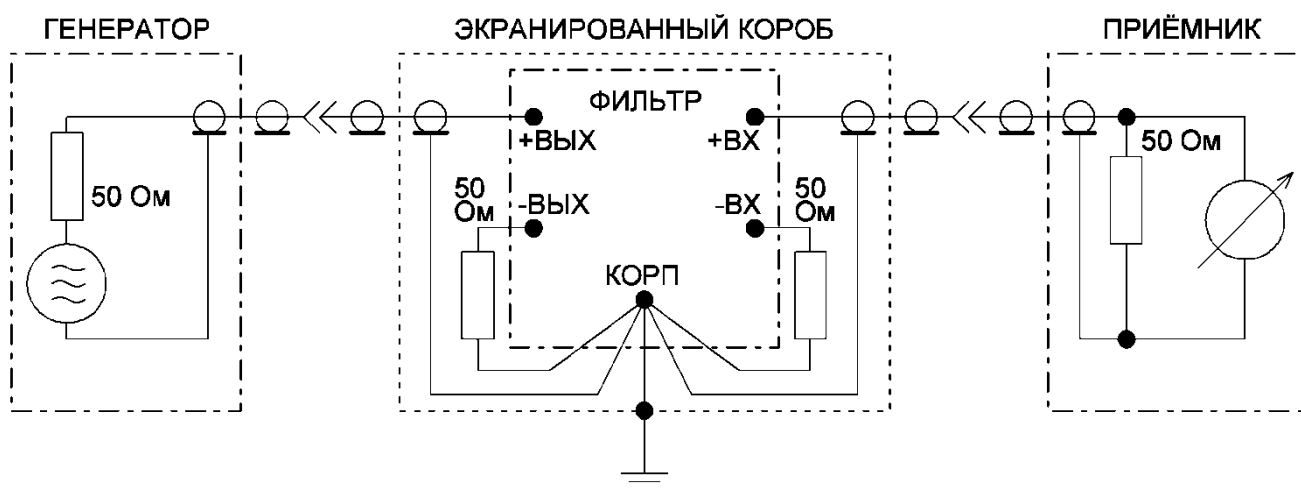 ГЕНЕРАТОР
ЭКРАНИРОВАННЫЙ КОРОБ
ПРИЁМНИК
ФИЛЬТР
+ВЫХ
+ВХ
50 Ом
50 Ом
50
Ом
-ВЫХ
-ВХ
50
Ом
КОРП